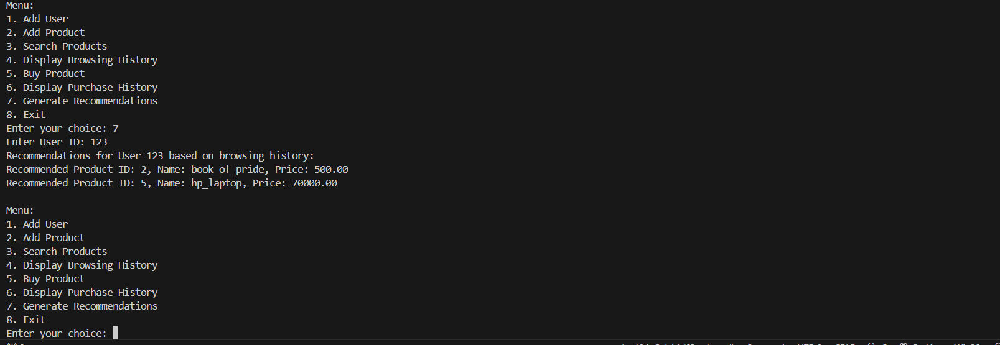 Menu:
1. Add User
2. Add Product
3. Search Products
4. Display Browsing History
5. Buy Product
6. Display Purchase History
7. Generate Recommendations
8. Exit
Enter your choice: 7
Enter User ID: 123
Recommendations for User 123 based on browsing history:
Recommended Product ID: 2, Name: book_of_pride, Price: 500.00
Recommended Product ID: 5, Name: hp_laptop, Price: 70000.00
Menu:
1. Add User
2. Add Product
3. Search Products
4. Display Browsing History
5. Buy Product
6. Display Purchase History
7. Generate Recommendations
8. Exit
Enter your choice: